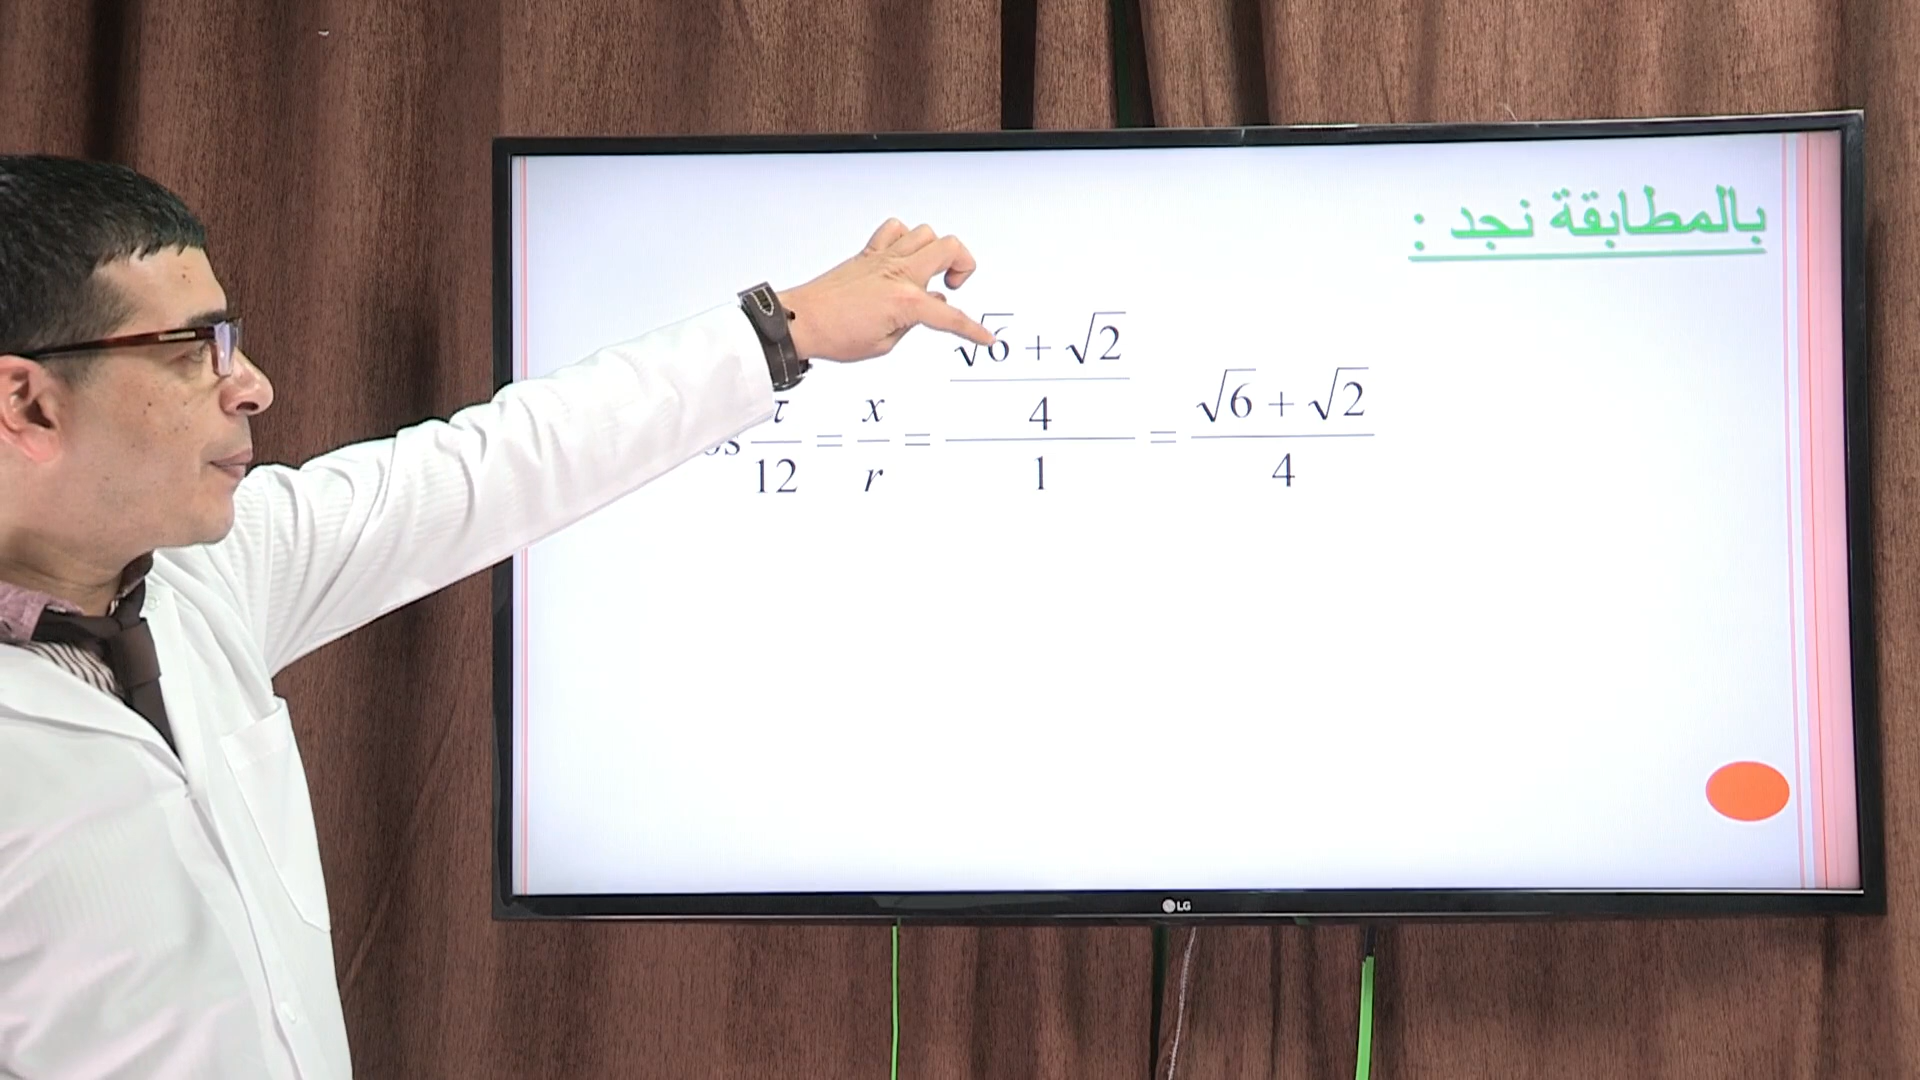 بالمطابقة نجد :
12 = x/r = ((√6 + √2)/4)/1 = (√6 + √2)/4
LG